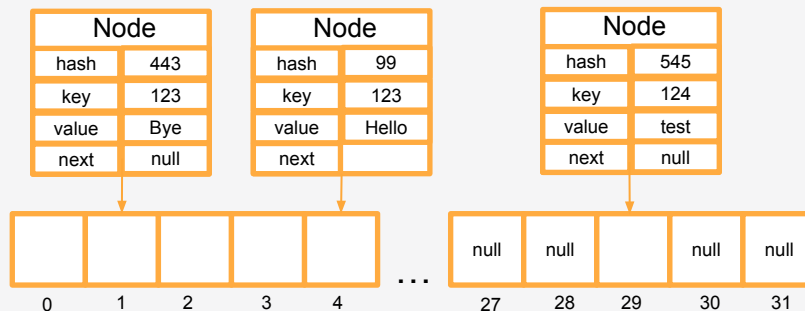 Node Node Node
hash 443 hash 99 hash 545
key 123 key 123 key 124
value Bye value Hello value test
next null next next null
... null null null null
0 1 2 3 4 27 28 29 30 31